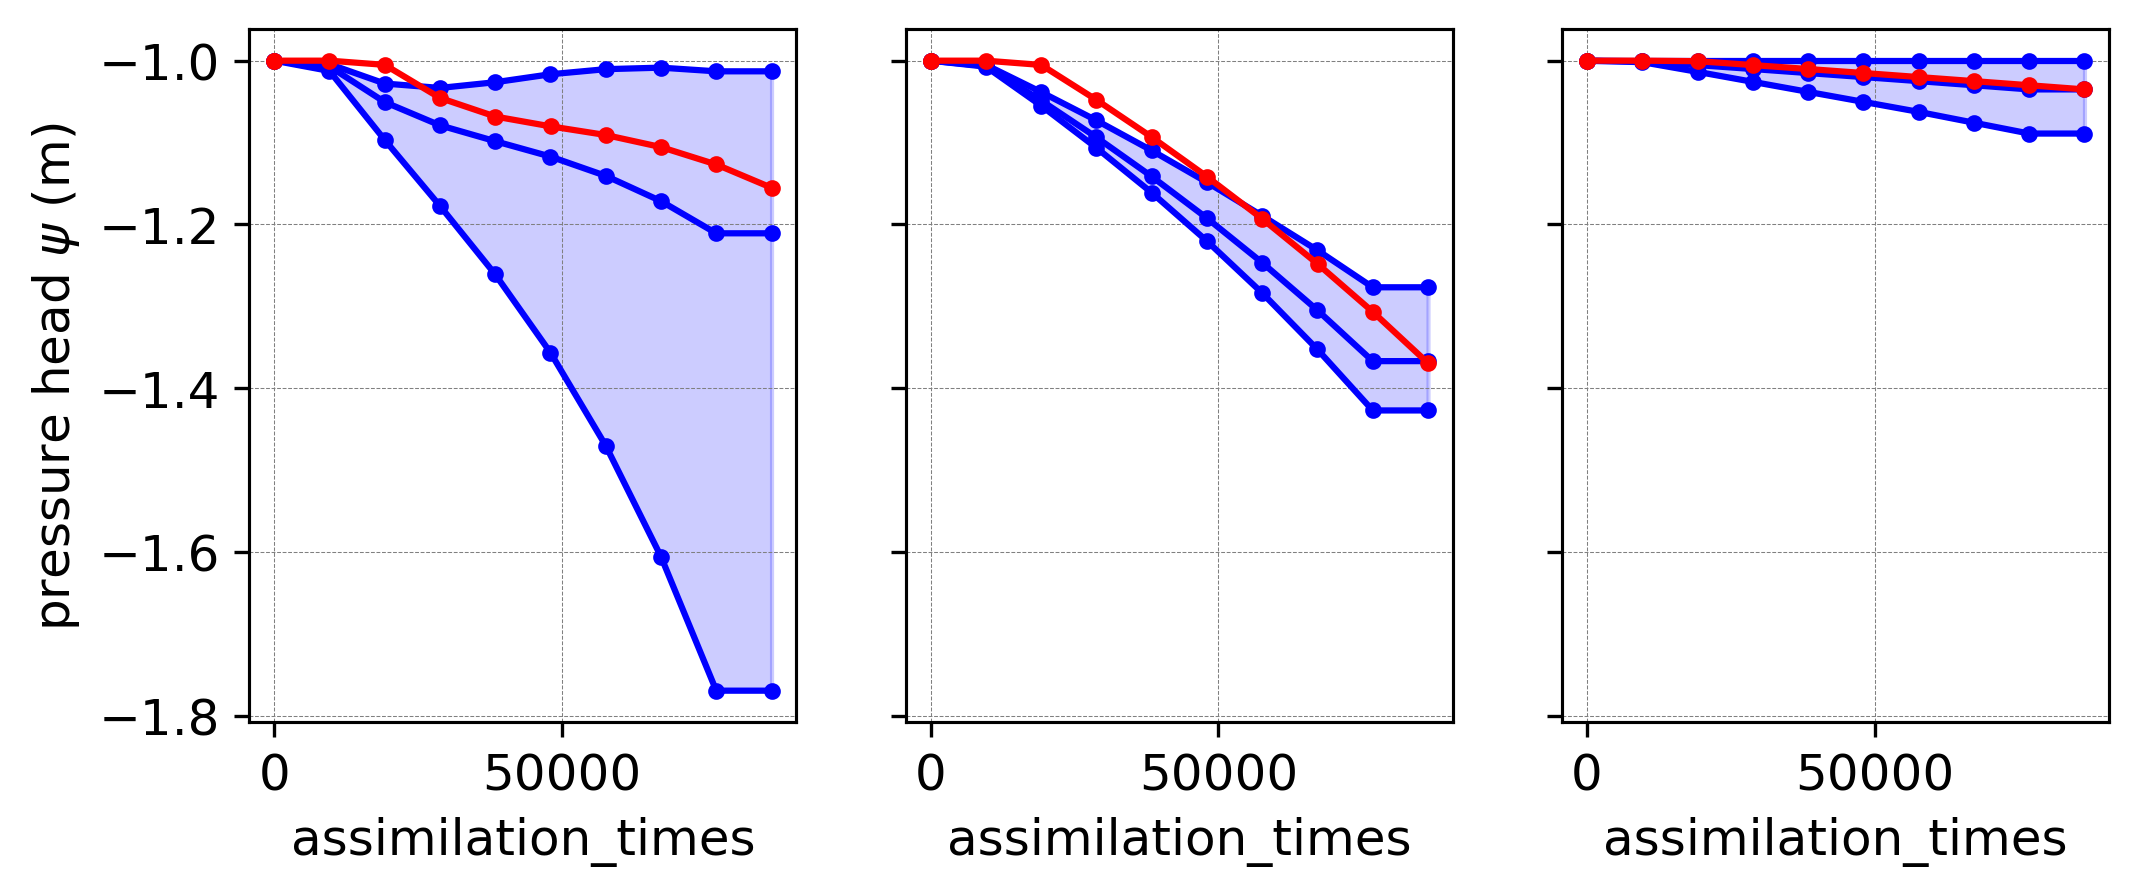 pressure head ψ (m)
−1.0
−1.2
−1.4
−1.6
−1.8
0 50000
assimilation_times
0 50000
assimilation_times
0 50000
assimilation_times